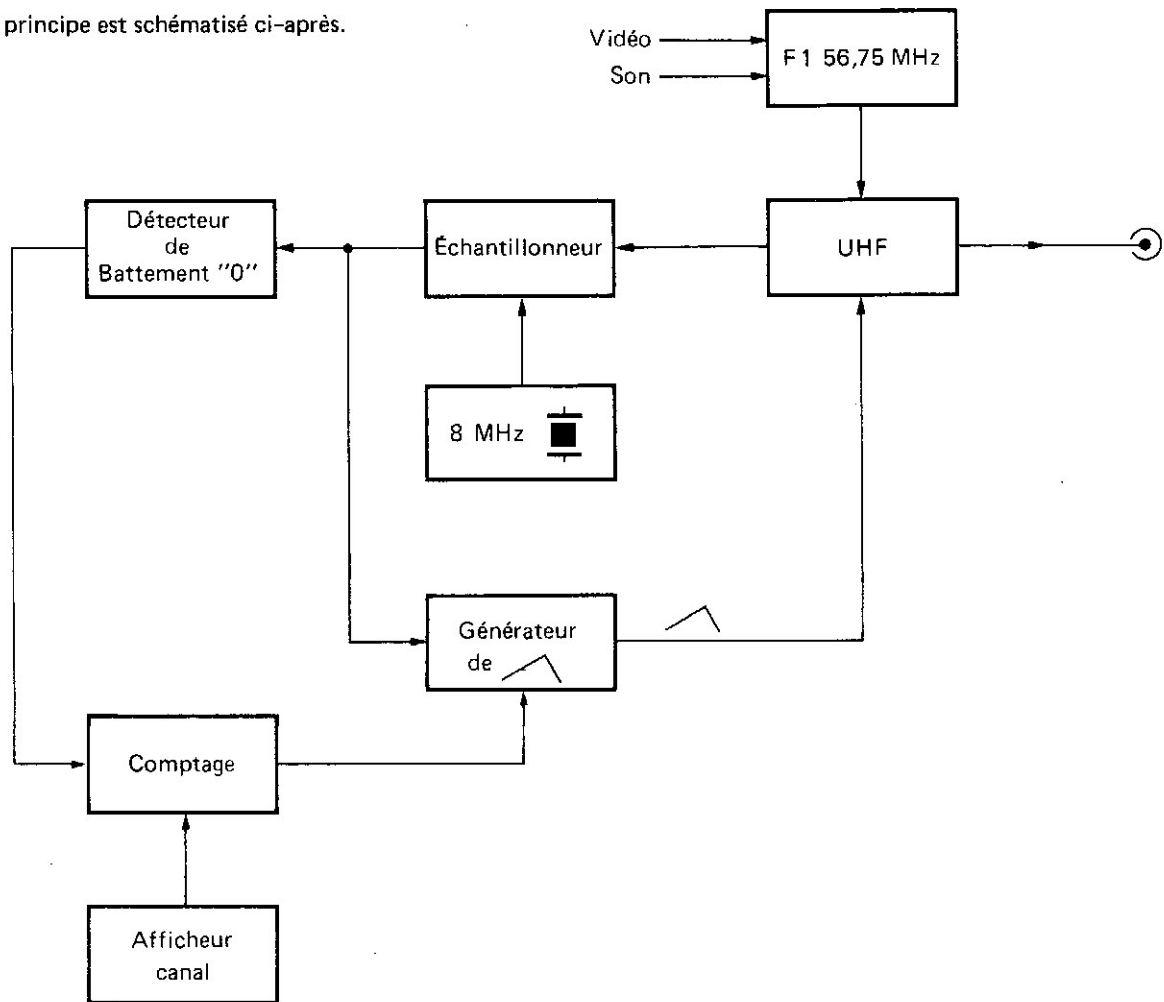 principe est schématisé ci-après.
Vidéo
Son
F1 56,75 MHz
Détecteur
de
Battement "0"
Échantillonneur
UHF
8 MHz
Générateur
de
Comptage
Afficheur
canal